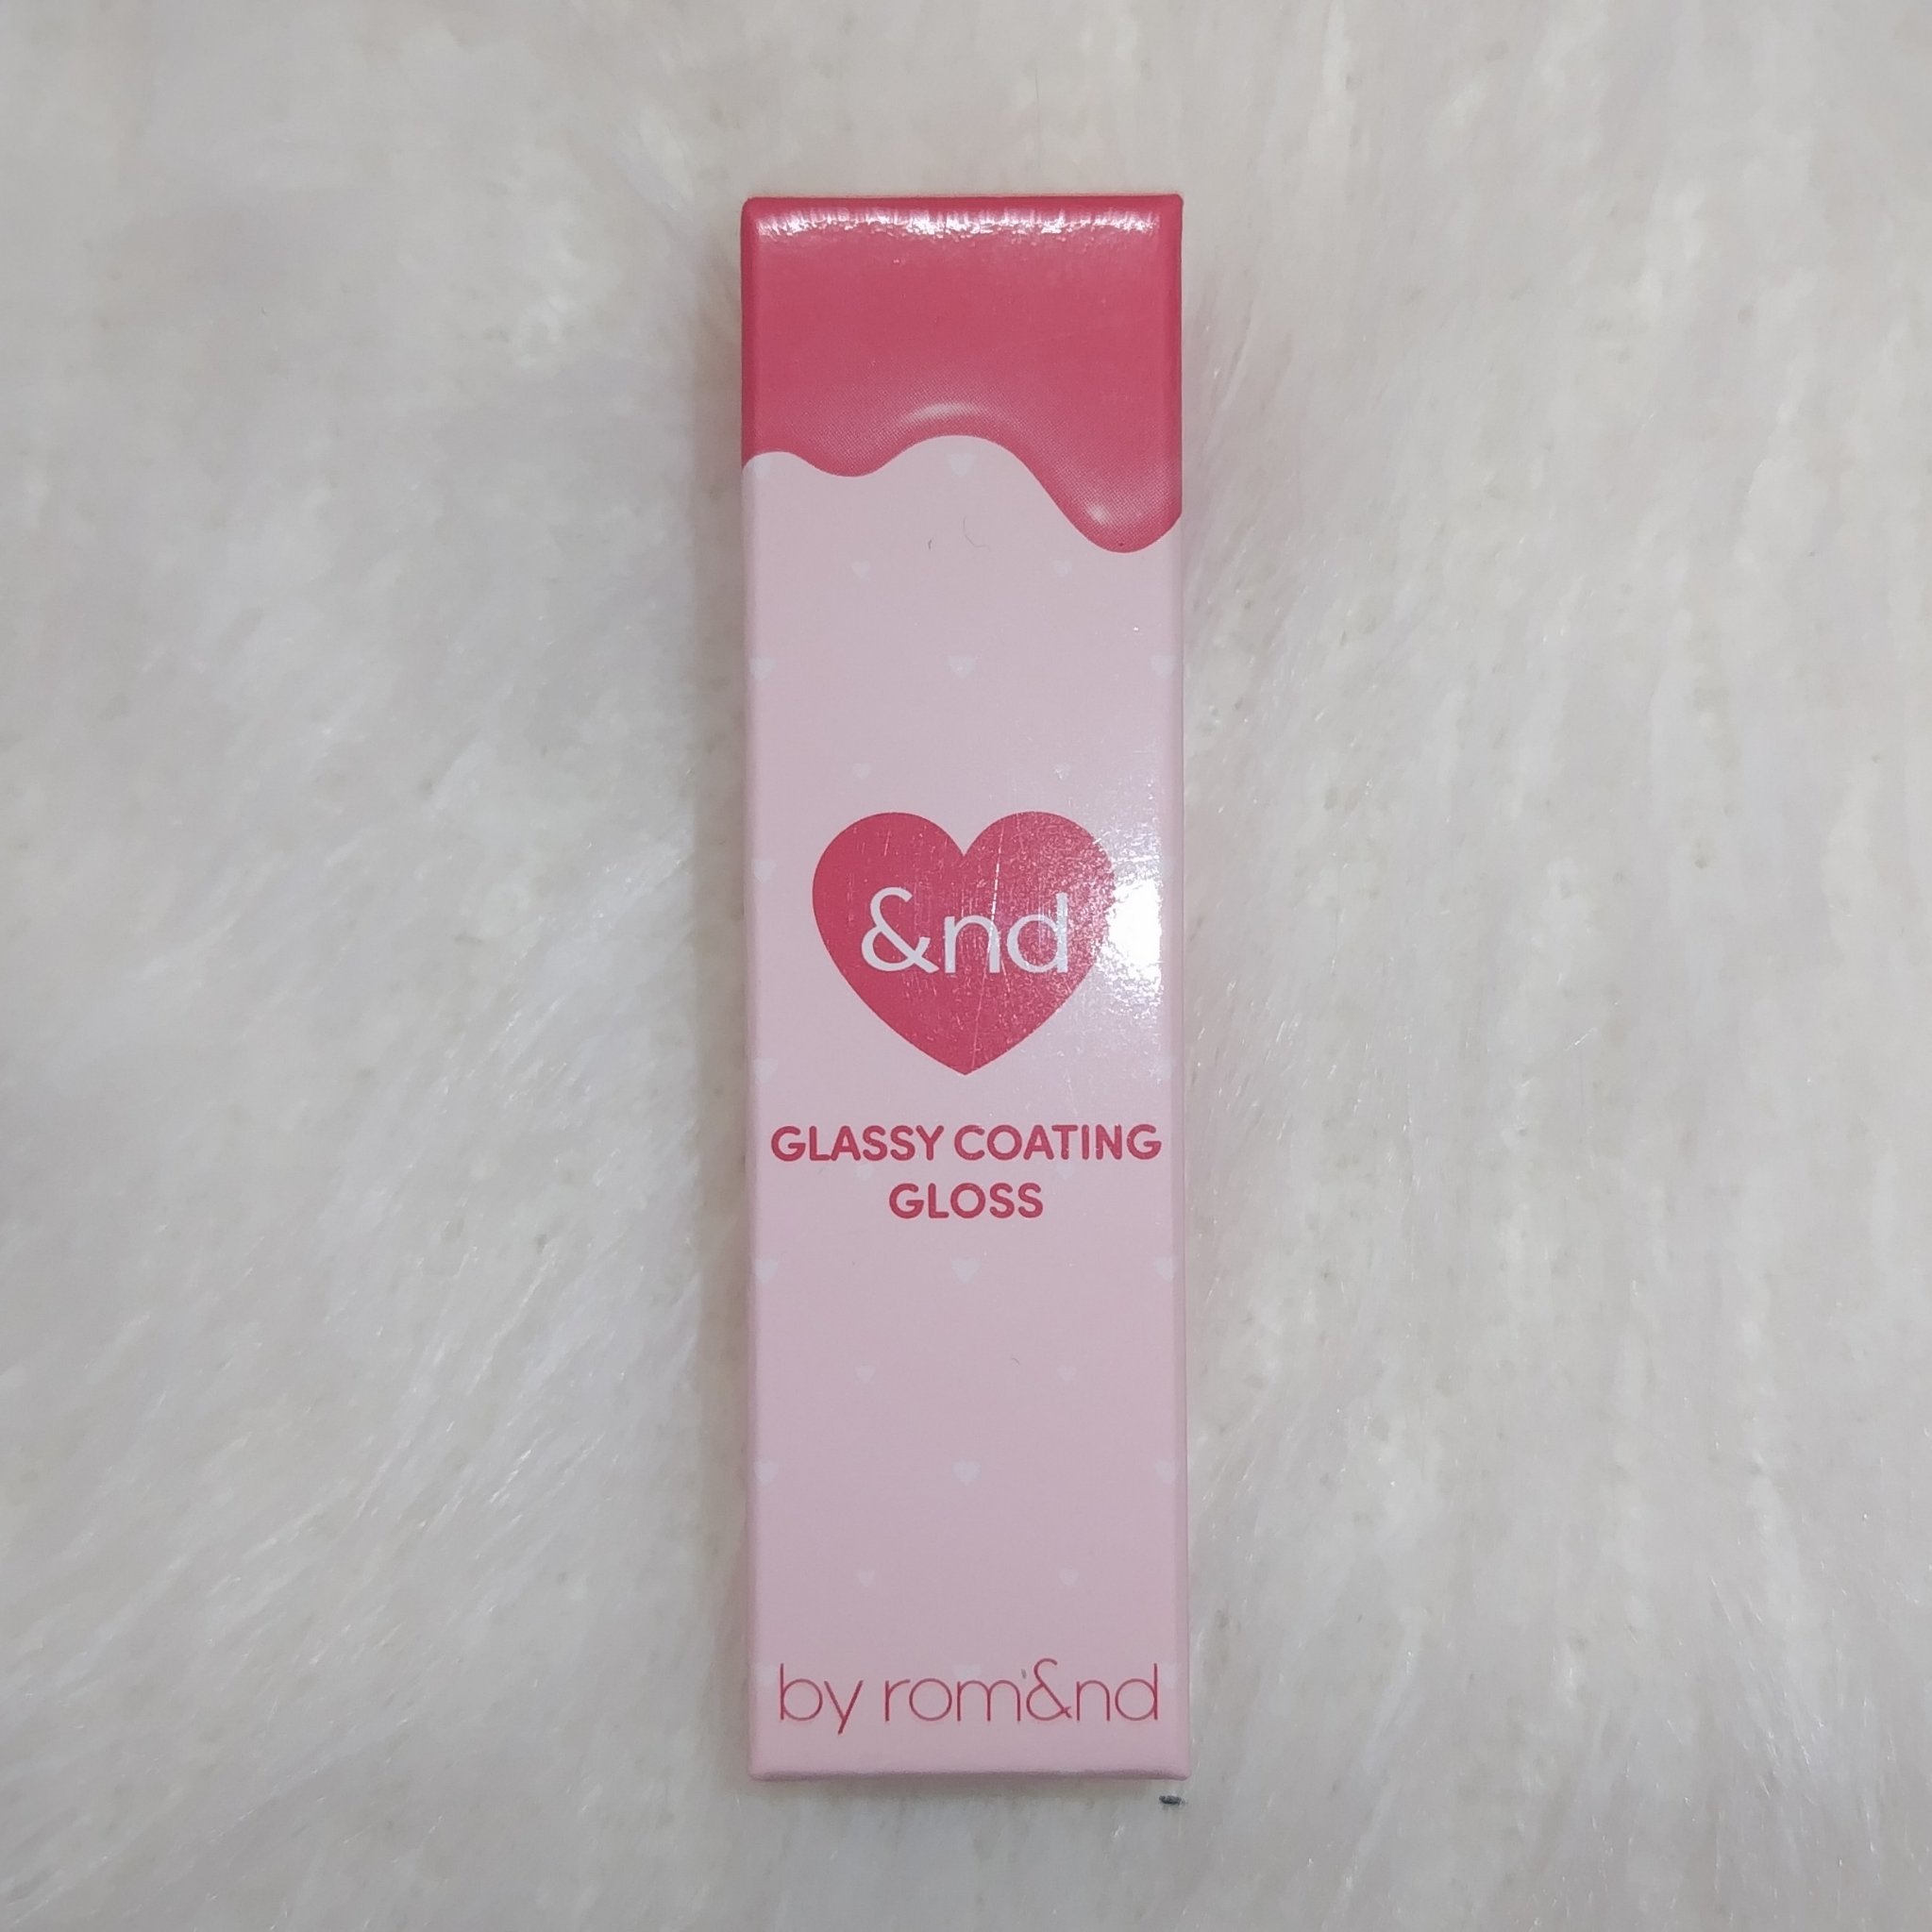 &nd
GLASSY COATING
GLOSS
by rom&nd